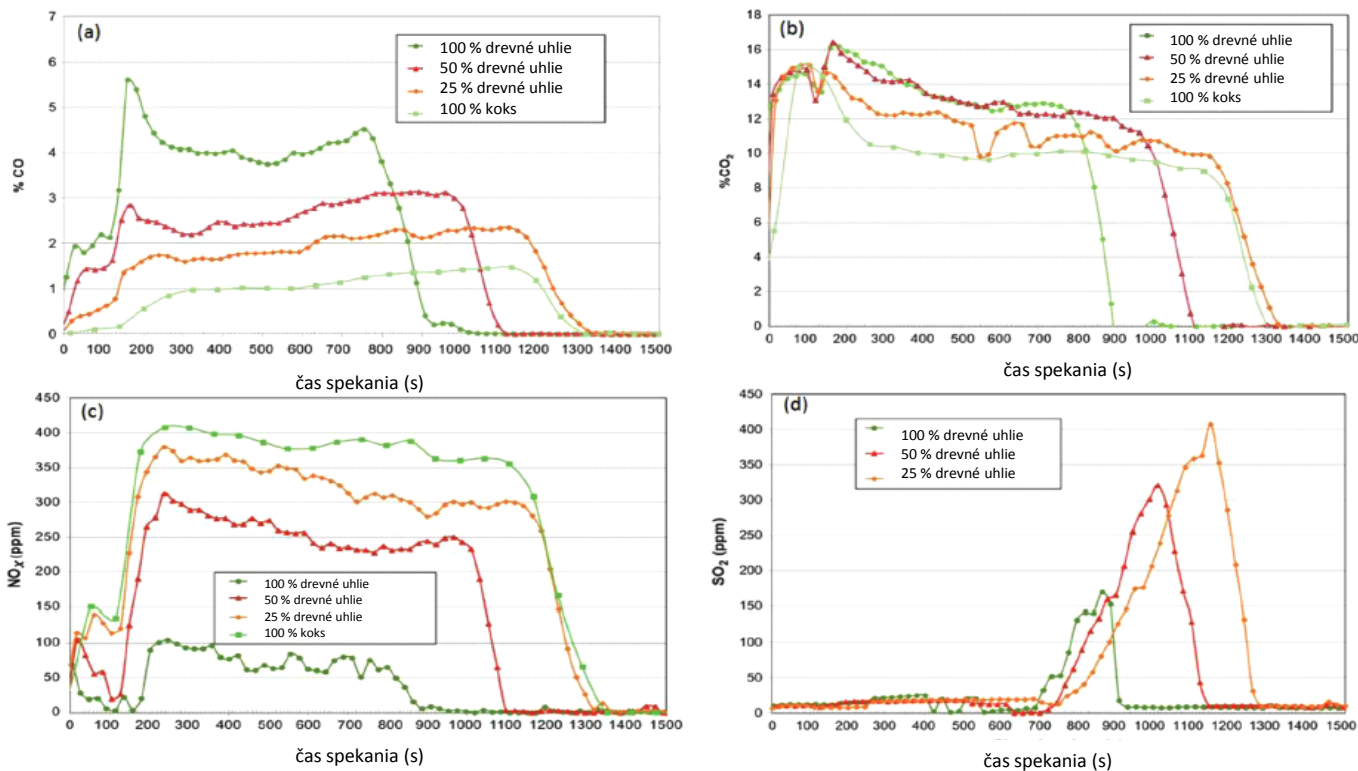 (a)
100 % drevné uhlie
50 % drevné uhlie
25 % drevné uhlie
100 % koks
% CO
7
6
5
4
3
2
1
0
0 100 200 300 400 500 600 700 800 900 1000 1100 1200 1300 1400 1500
čas spekania (s)
(b)
100 % drevné uhlie
50 % drevné uhlie
25 % drevné uhlie
100 % koks
%CO2
18
16
14
12
10
8
6
4
2
0
0 100 200 300 400 500 600 700 800 900 1000 1100 1200 1300 1400 1500
čas spekania (s)
(c)
100 % drevné uhlie
50 % drevné uhlie
25 % drevné uhlie
100 % koks
NOX (ppm)
450
400
350
300
250
200
150
100
50
0
0 100 200 300 400 500 600 700 800 900 1000 1100 1200 1300 1400 1500
čas spekania (s)
(d)
100 % drevné uhlie
50 % drevné uhlie
25 % drevné uhlie
SO2 (ppm)
450
400
350
300
250
200
150
100
50
0
0 100 200 300 400 500 600 700 800 900 1000 1100 1200 1300 1400 1500
čas spekania (s)